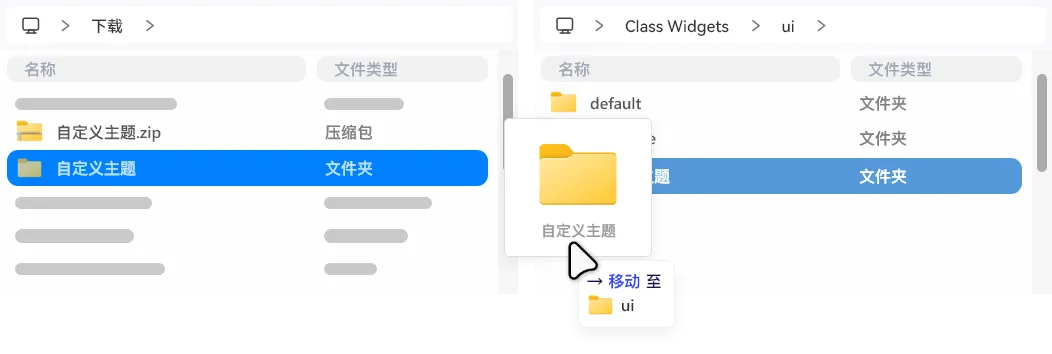 下载
名称 文件类型
自定义主题.zip 压缩包
自定义主题 文件夹
Class Widgets ui
名称 文件类型
default 文件夹
文件夹
题 文件夹
自定义主题
→ 移动 至
ui